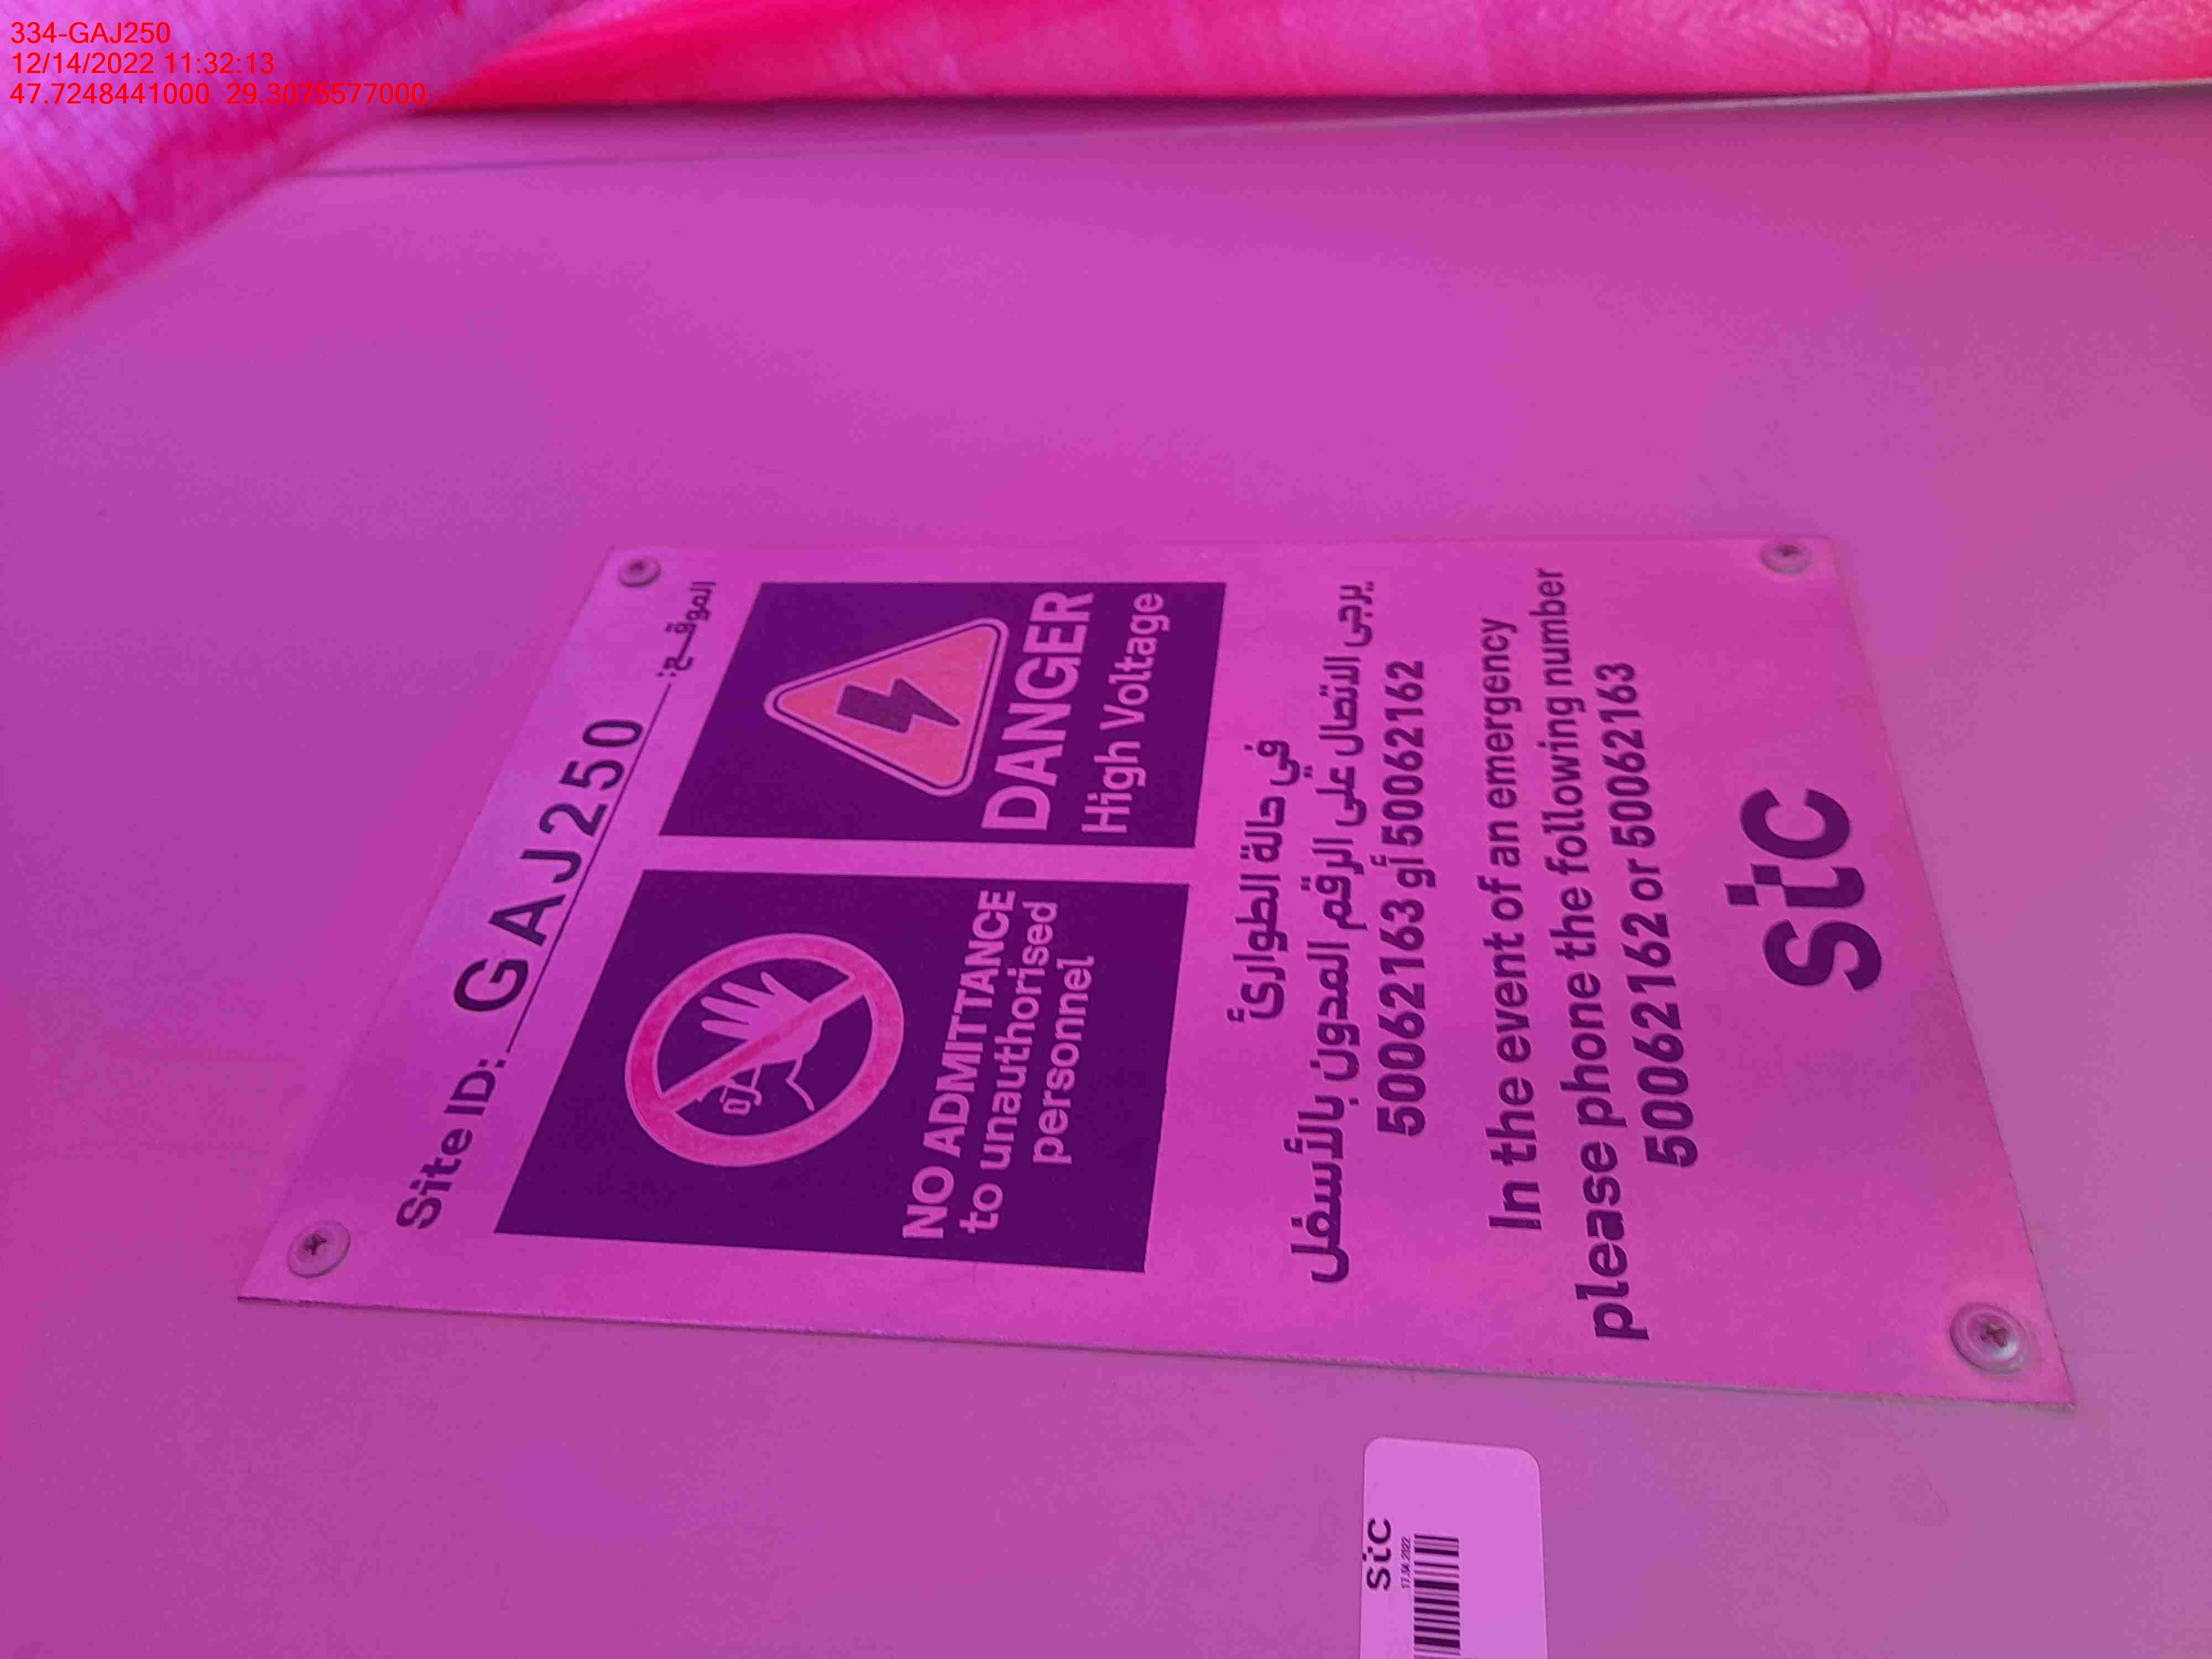 334-GAJ250
12/14/2022 11:32:13
47.7248441000 29.3075577000
Site ID: GAJ250 الموقـــع:
NO ADMITTANCE
to unauthorised
personnel
DANGER
High Voltage
في حالة الطوارئ
يرجى الاتصال على الرقم المدون بالأسفل
50062163 أو 50062162
In the event of an emergency
please phone the following number
50062162 or 50062163
stc
stc